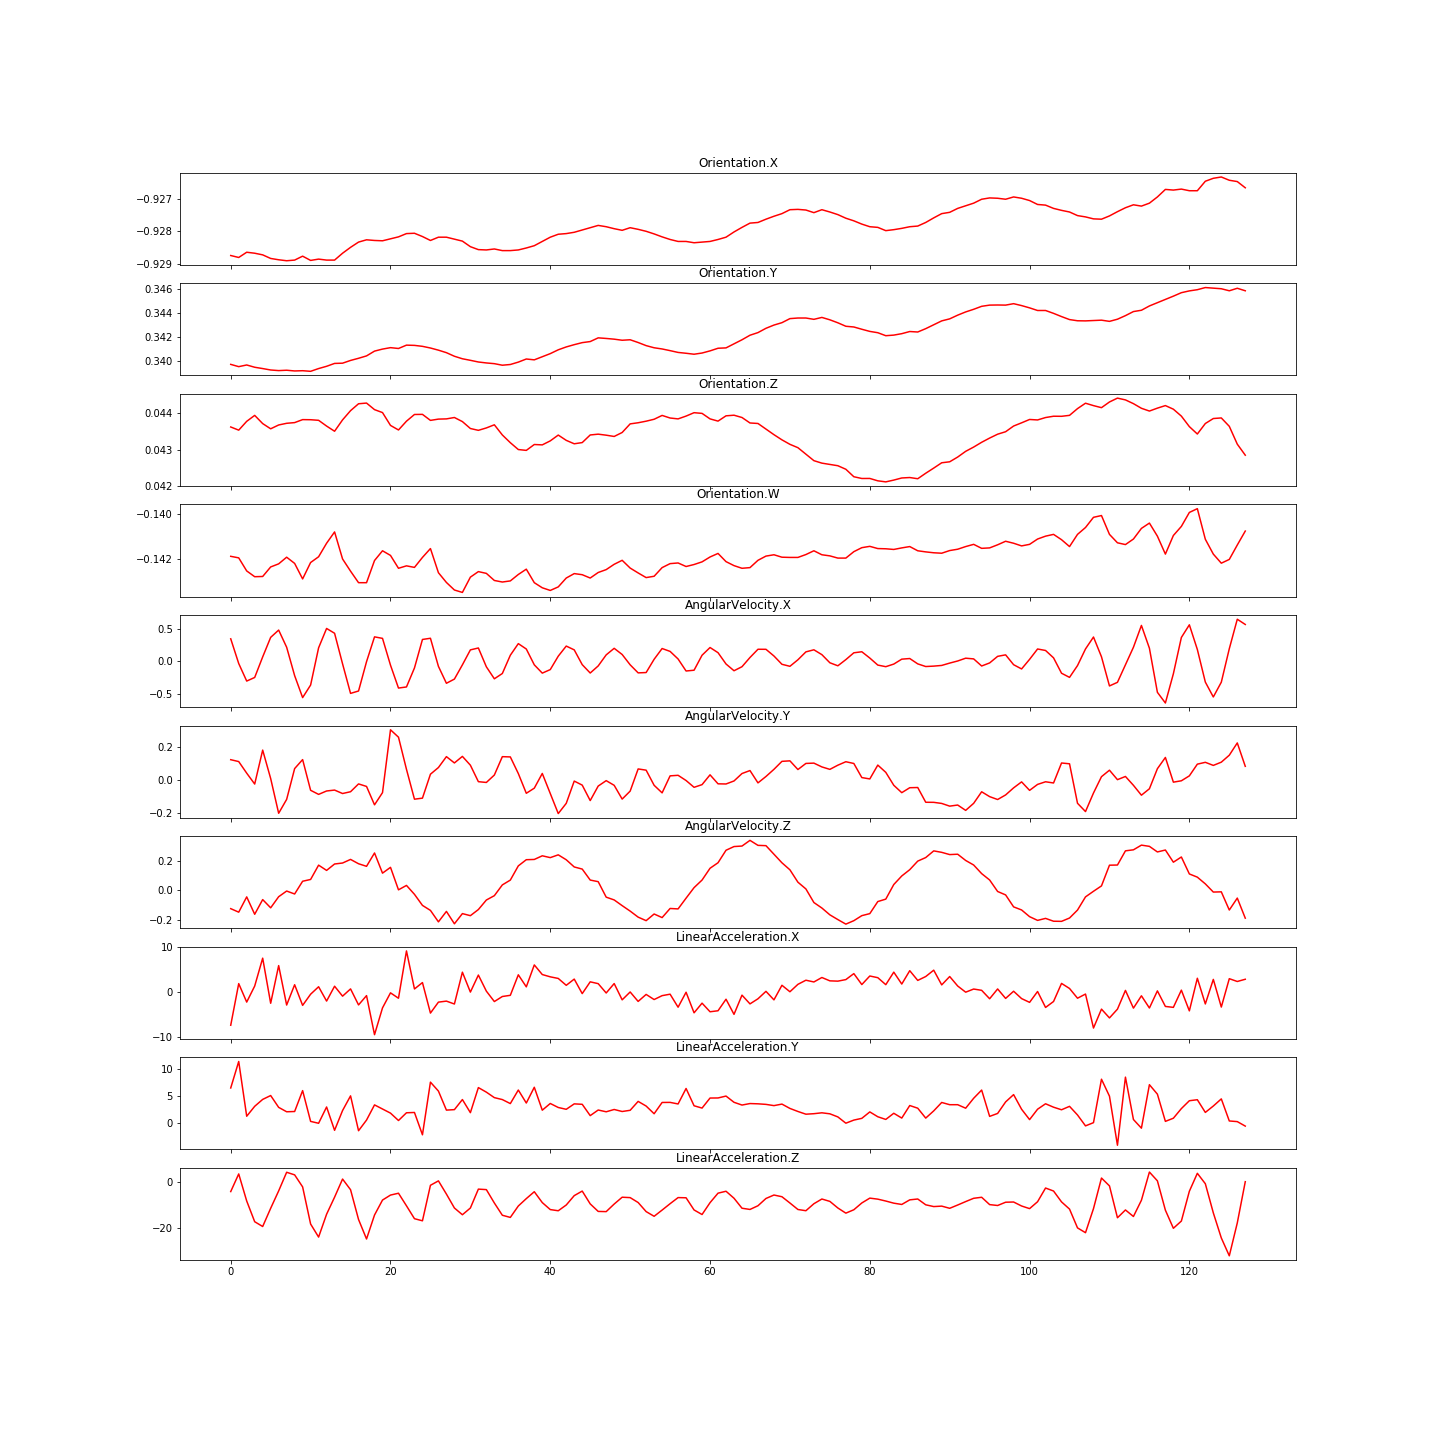 Orientation.X
−0.927
−0.928
−0.929
Orientation.Y
0.346
0.344
0.342
0.340
Orientation.Z
0.044
0.043
0.042
Orientation.W
−0.140
−0.142
AngularVelocity.X
0.5
0.0
−0.5
AngularVelocity.Y
0.2
0.0
−0.2
AngularVelocity.Z
0.2
0.0
−0.2
LinearAcceleration.X
10
0
−10
LinearAcceleration.Y
10
5
0
LinearAcceleration.Z
0
−20
0 20 40 60 80 100 120